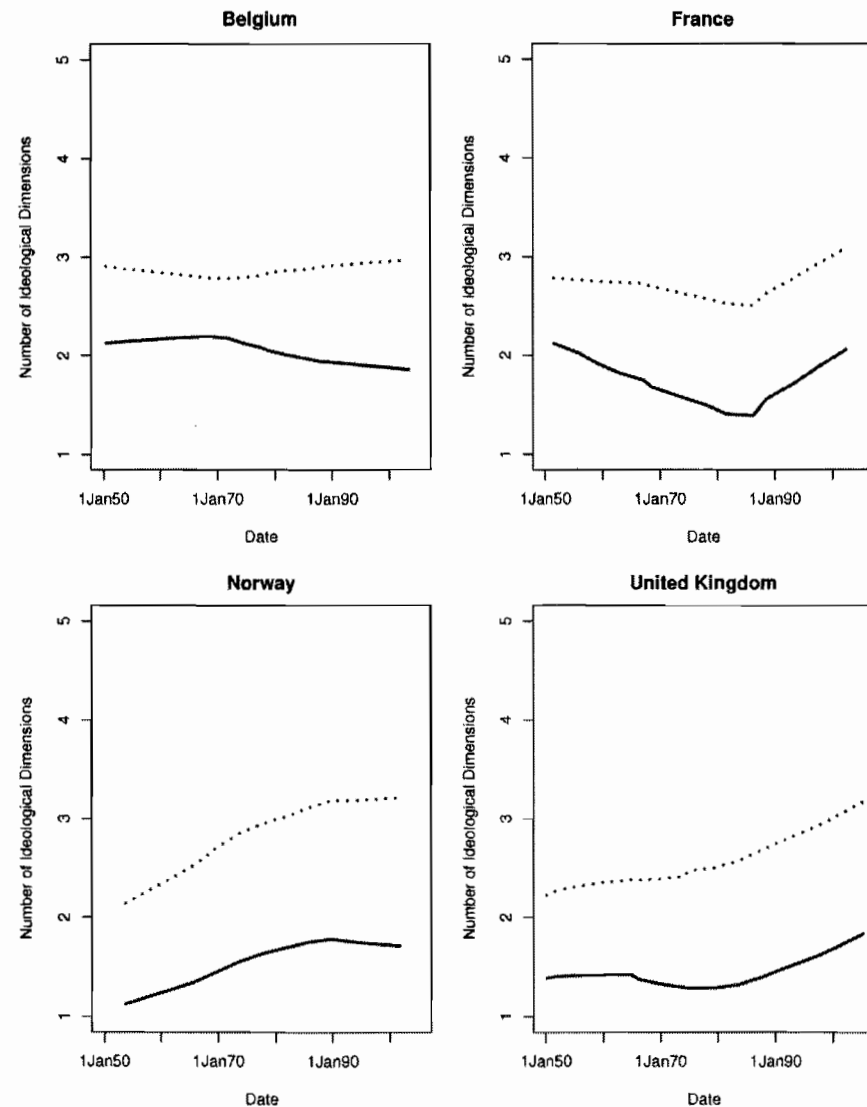 Belgium
Number of Ideological Dimensions
5
4
3
2
1
1Jan50 1Jan70 1Jan90
Date
France
Number of Ideological Dimensions
5
4
3
2
1
1Jan50 1Jan70 1Jan90
Date
Norway
Number of Ideological Dimensions
5
4
3
2
1
1Jan50 1Jan70 1Jan90
Date
United Kingdom
Number of Ideological Dimensions
5
4
3
2
1
1Jan50 1Jan70 1Jan90
Date